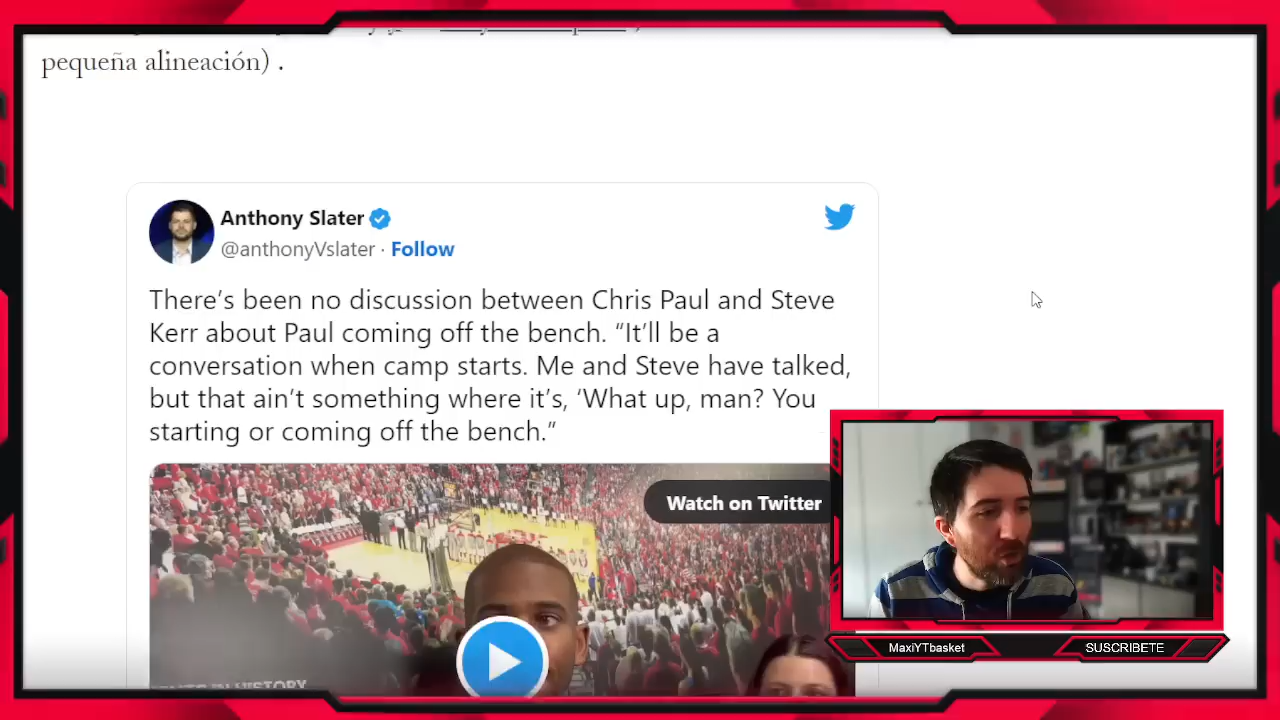 pequeña alineación) .
Anthony Slater
@anthonyVslater · Follow
There's been no discussion between Chris Paul and Steve
Kerr about Paul coming off the bench. “It'll be a
conversation when camp starts. Me and Steve have talked,
but that ain't something where it's, ‘What up, man? You
starting or coming off the bench.”
Watch on Twitter
IN HISTORY
MaxiYTbasket
SUSCRIBETE